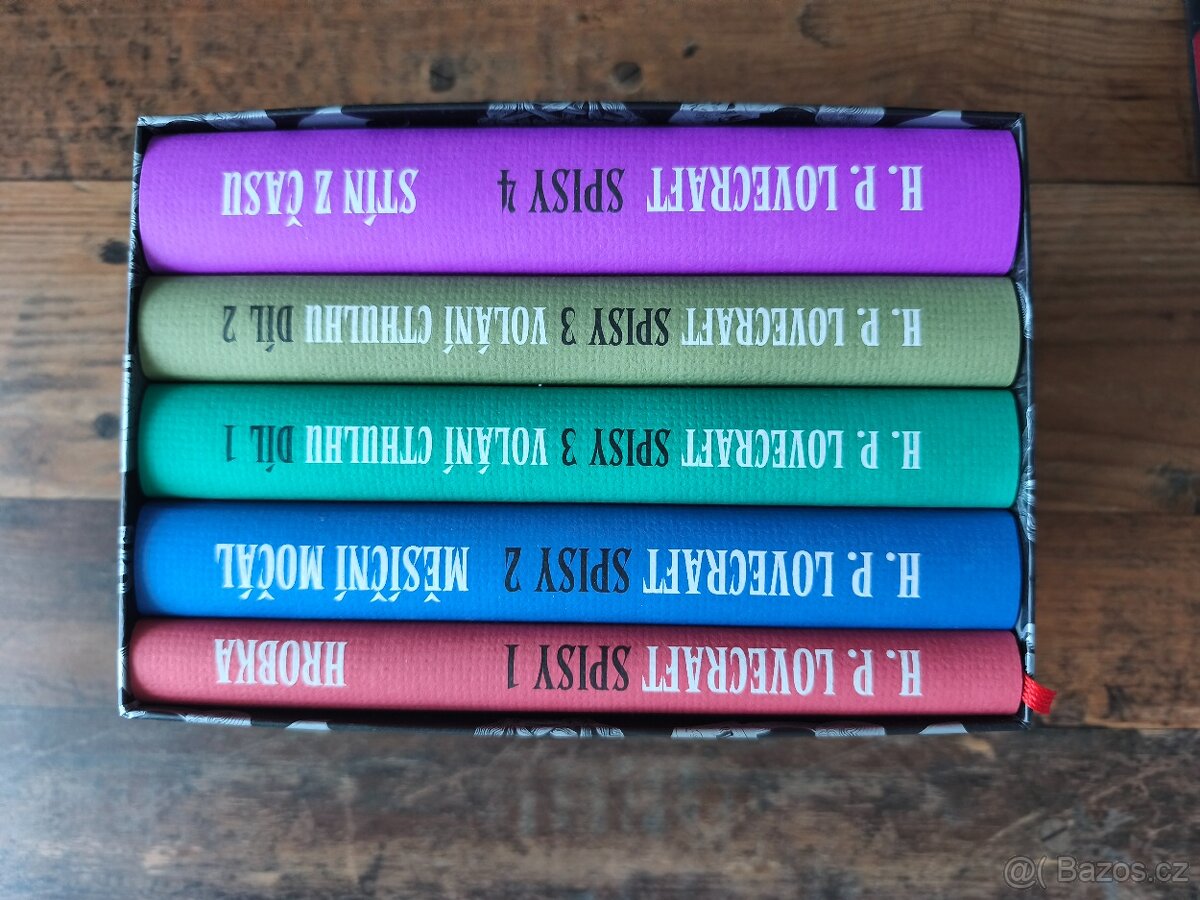 H. P. LOVECRAFT SPISY 4 STÍN Z ČASU
H. P. LOVECRAFT SPISY 3 VOLÁNÍ CTHULHU DÍL 2
H. P. LOVECRAFT SPISY 3 VOLÁNÍ CTHULHU DÍL 1
H. P. LOVECRAFT SPISY 2 MĚSÍČNÍ MOČÁL
H. P. LOVECRAFT SPISY 1 HROBKA
@( Bazos.cz